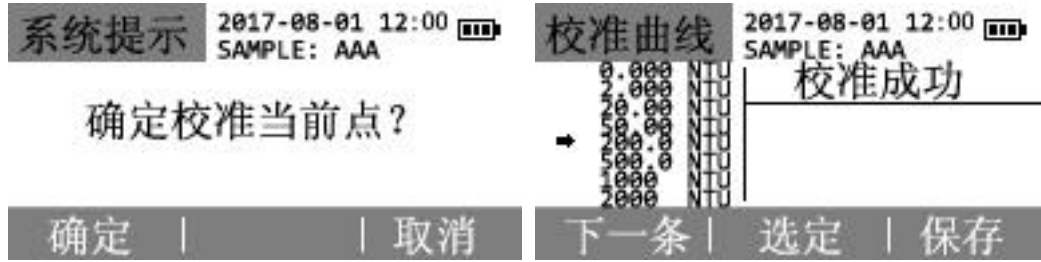 系统提示
2017-08-01 12:00
SAMPLE: AAA
确定校准当前点?
确定 | | 取消
校准曲线
2017-08-01 12:00
SAMPLE: AAA
校准成功
0.000 NTU
2.000 NTU
20.00 NTU
50.00 NTU
200.0 NTU
500.0 NTU
1000 NTU
2000 NTU
下一条 | 选定 | 保存